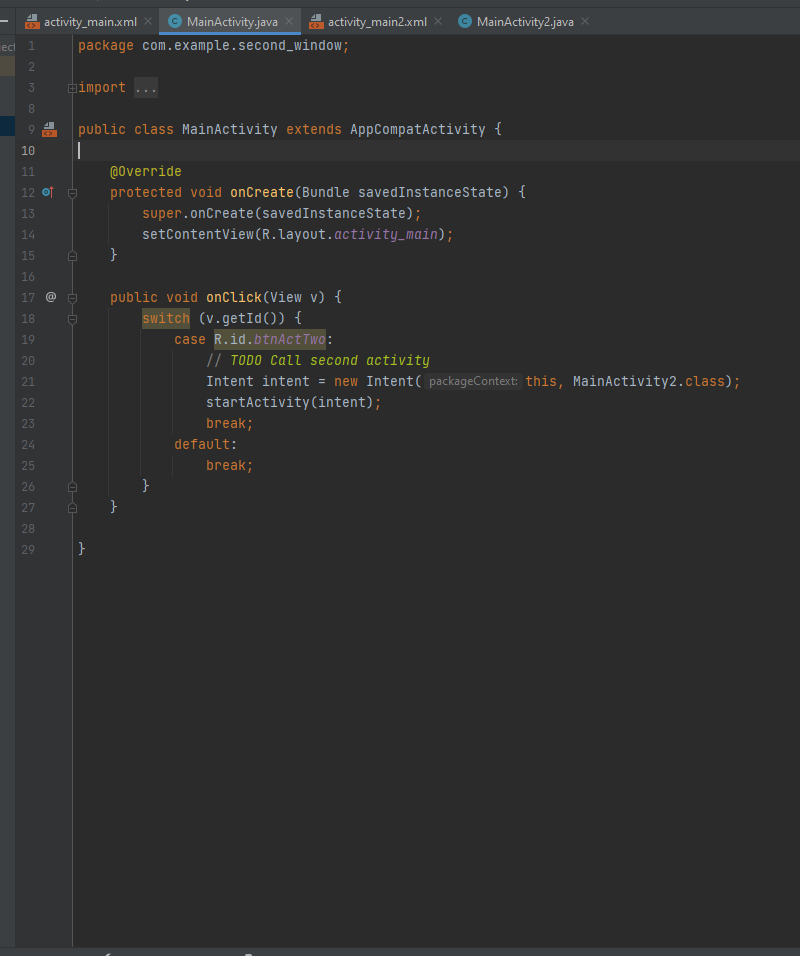 activity_main.xml MainActivity.java activity_main2.xml MainActivity2.java
1 package com.example.second_window;
2
3 import ...
8
9 public class MainActivity extends AppCompatActivity {
10
11 @Override
12 protected void onCreate(Bundle savedInstanceState) {
13 super.onCreate(savedInstanceState);
14 setContentView(R.layout.activity_main);
15 }
16
17 @ public void onClick(View v) {
18 switch (v.getId()) {
19 case R.id.btnActTwo:
20 // TODO Call second activity
21 Intent intent = new Intent( packageContext: this, MainActivity2.class);
22 startActivity(intent);
23 break;
24 default:
25 break;
26 }
27 }
28
29 }